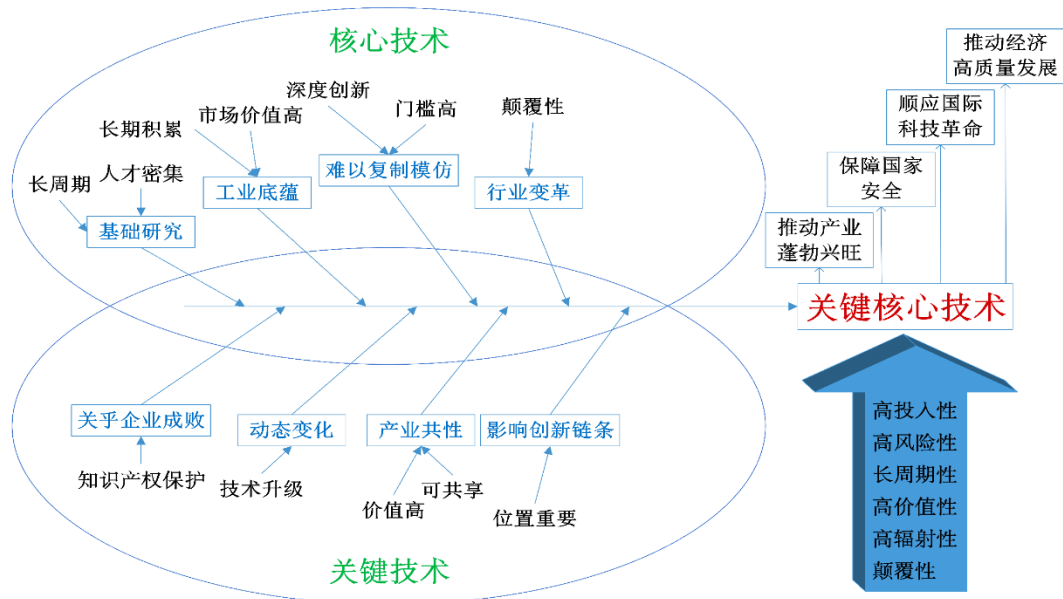 核心技术
推动经济
高质量发展
深度创新
门槛高
颠覆性
市场价值高
长期积累
顺应国际
科技革命
人才密集
长周期
难以复制模仿
工业底蕴
行业变革
保障国家
安全
基础研究
推动产业
蓬勃兴旺
关键核心技术
关乎企业成败
动态变化
产业共性
影响创新链条
知识产权保护
技术升级
价值高
可共享
位置重要
关键技术
高投入性
高风险性
长周期性
高价值性
高辐射性
颠覆性